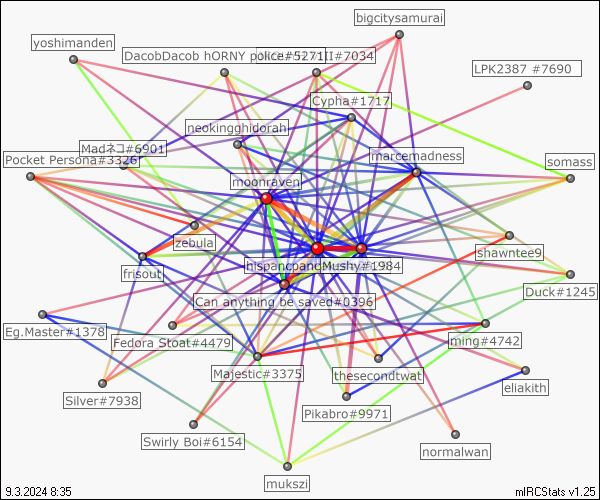 bigcitysamurai
yoshimanden
DacobDacob hORNY police#5271
II#7034
LPK2387 #7690
Cypha#1717
neokingghidorah
Madネコ#6901
marcemadness
Pocket Persona#3326
somass
moonraven
zebula
shawntee9
hispancpan
Mushy#1984
frisout
Duck#1245
Can anything be saved#0396
Eg.Master#1378
Fedora Stoat#4479
ming#4742
Majestic#3375
thesecondtwat
eliakith
Silver#7938
Pikabro#9971
Swirly Boi#6154
normalwan
mukszi
9.3.2024 8:35
mIRCStats v1.25